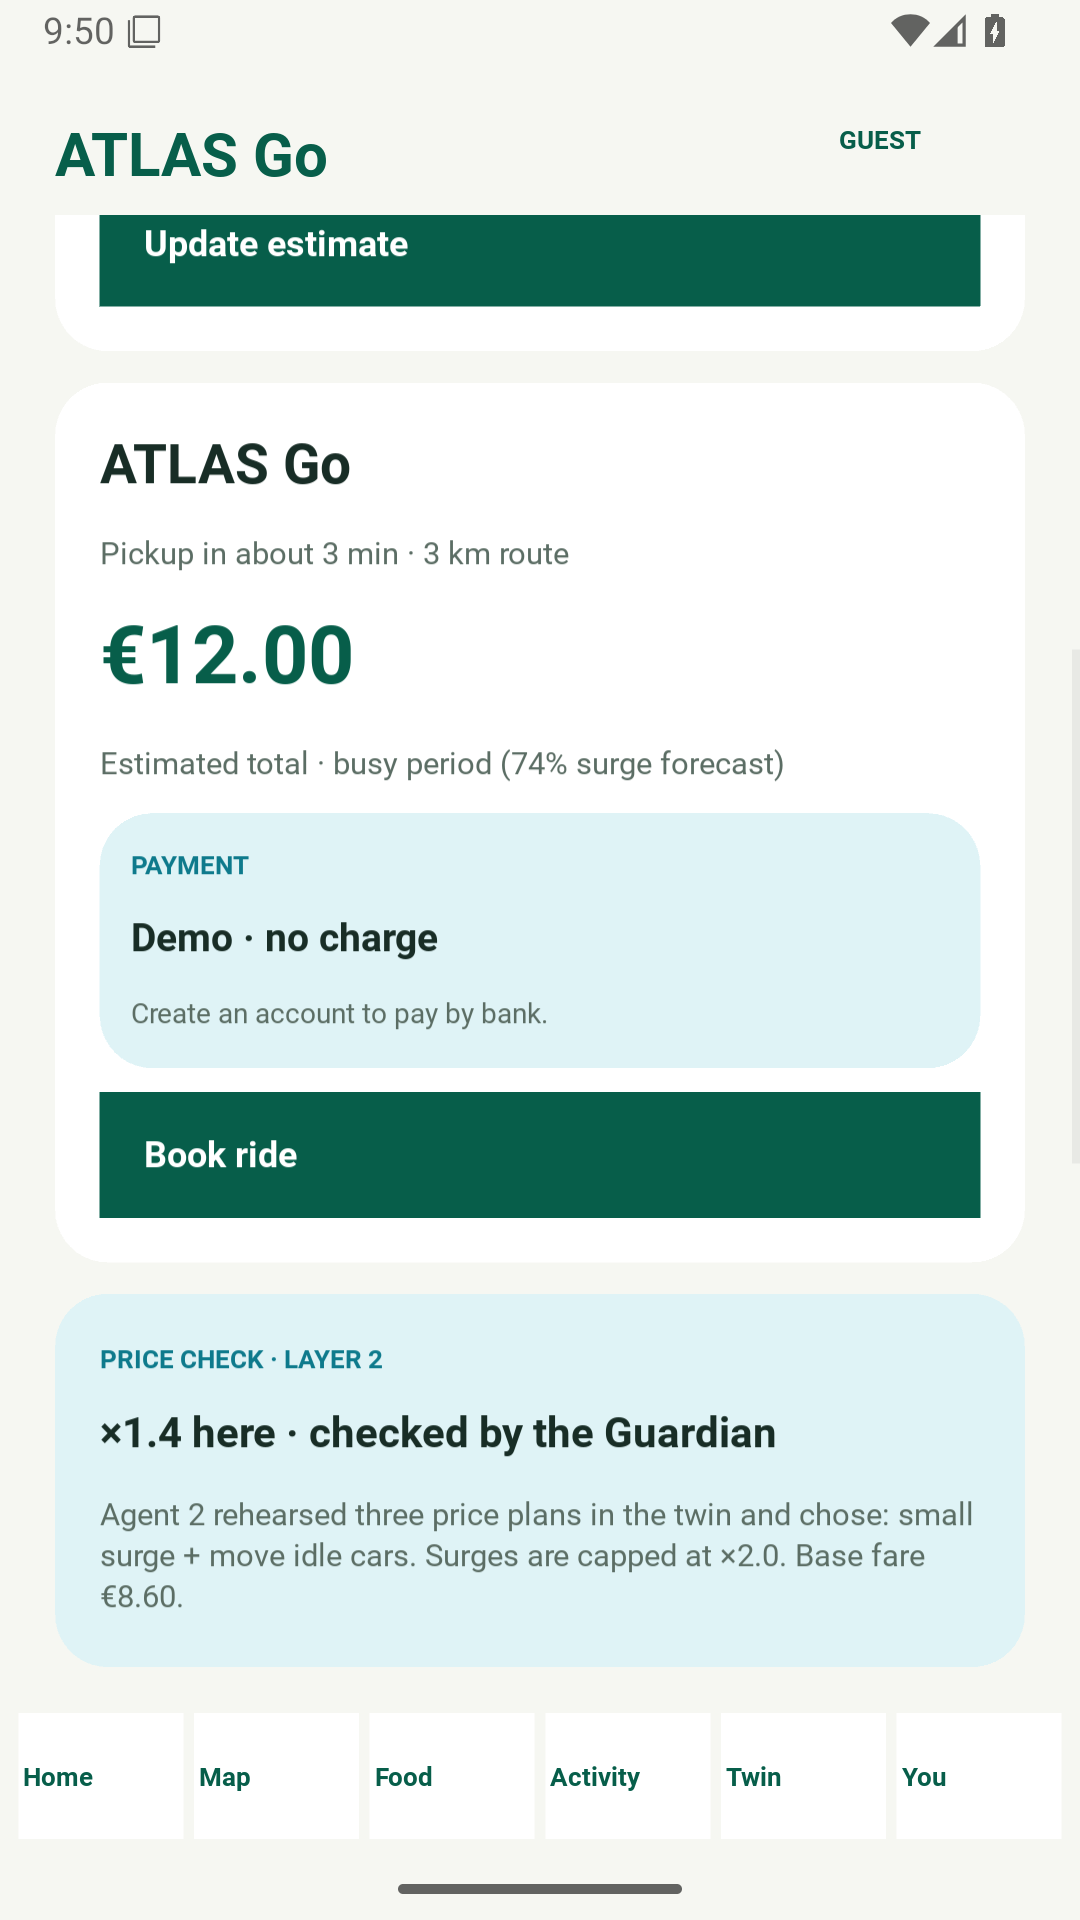 9:50
ATLAS Go
GUEST
Update estimate
ATLAS Go
Pickup in about 3 min · 3 km route
€12.00
Estimated total · busy period (74% surge forecast)
PAYMENT
Demo · no charge
Create an account to pay by bank.
Book ride
PRICE CHECK · LAYER 2
×1.4 here · checked by the Guardian
Agent 2 rehearsed three price plans in the twin and chose: small
surge + move idle cars. Surges are capped at ×2.0. Base fare
€8.60.
Home
Map
Food
Activity
Twin
You